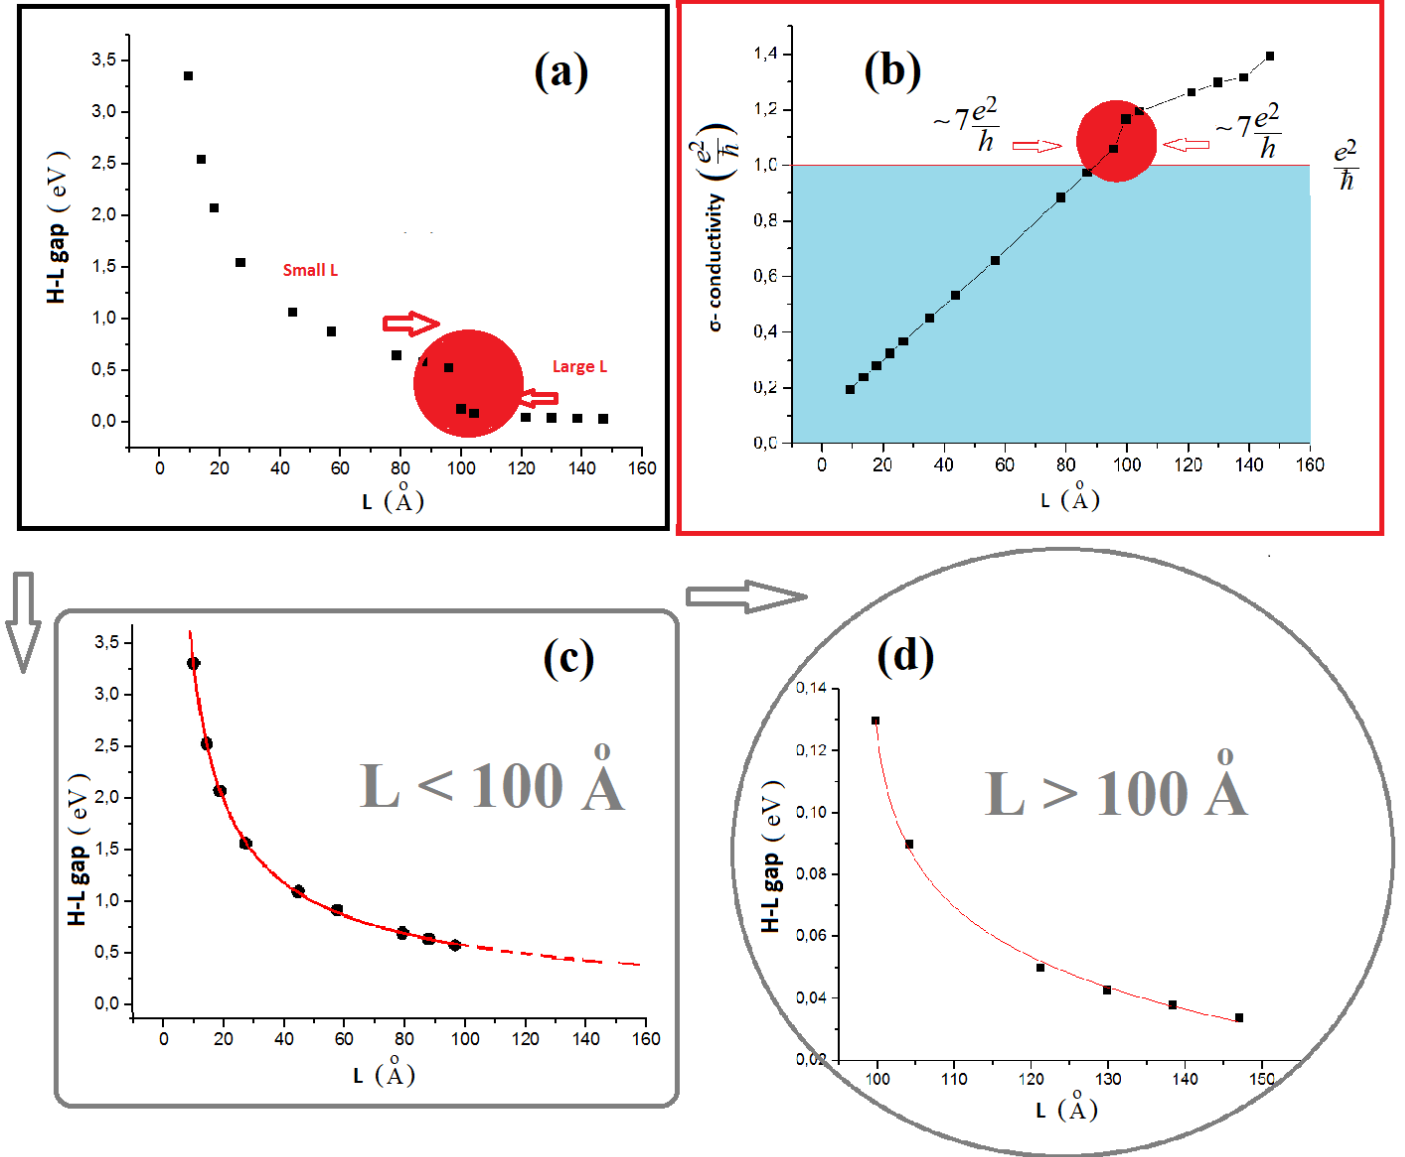 (a)
3,5
3,0
2,5
2,0
1,5
1,0
0,5
0,0
H-L gap ( eV )
Small L
Large L
0 20 40 60 80 100 120 140 160
L (Å)
(b)
1,4
1,2
1,0
0,8
0,6
0,4
0,2
0,0
σ- conductivity (e²/ħ)
~7 e²/h
~7 e²/h
e²/ħ
0 20 40 60 80 100 120 140 160
L (Å)
(c)
3,5
3,0
2,5
2,0
1,5
1,0
0,5
0,0
H-L gap ( eV )
L < 100 Å
0 20 40 60 80 100 120 140 160
L (Å)
(d)
0,14
0,12
0,10
0,08
0,06
0,04
0,02
H-L gap ( eV )
L > 100 Å
100 110 120 130 140 150
L (Å)